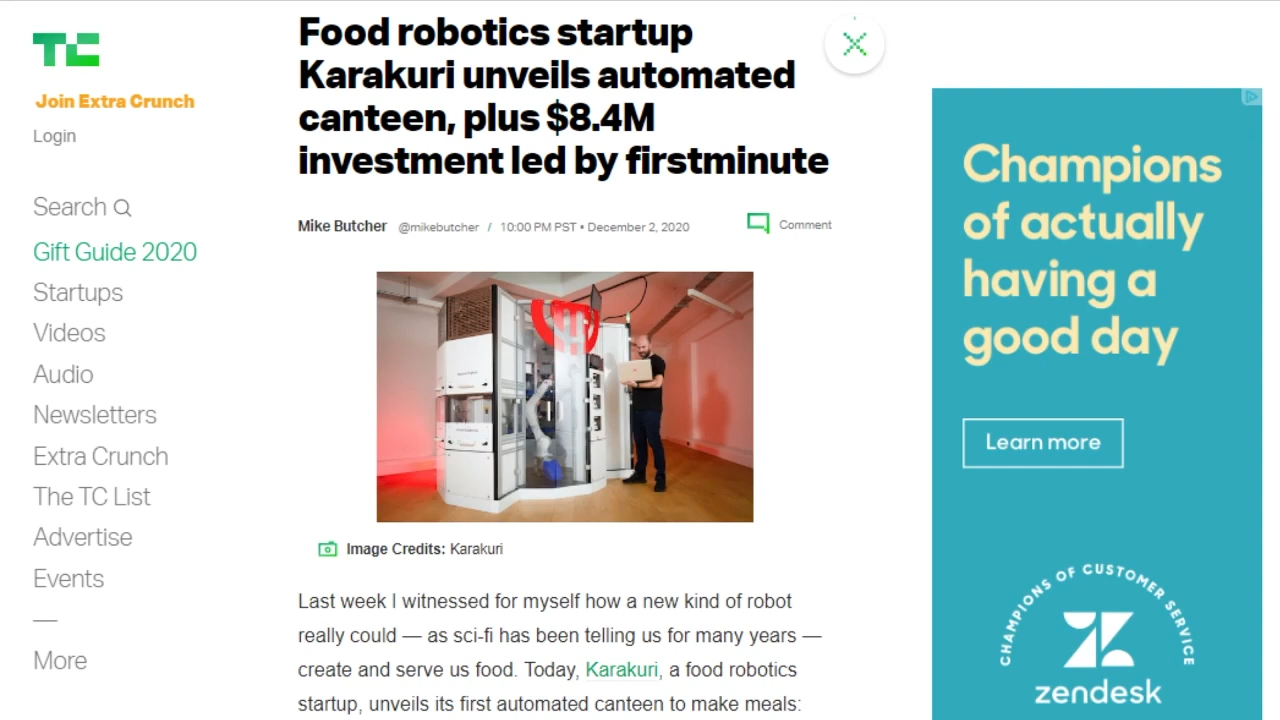 TC
Join Extra Crunch
Login
Search
Gift Guide 2020
Startups
Videos
Audio
Newsletters
Extra Crunch
The TC List
Advertise
Events
—
More
Food robotics startup
Karakuri unveils automated
canteen, plus $8.4M
investment led by firstminute
Mike Butcher @mikebutcher / 10:00 PM PST • December 2, 2020
Comment
Image Credits: Karakuri
Last week I witnessed for myself how a new kind of robot
really could — as sci-fi has been telling us for many years —
create and serve us food. Today, Karakuri, a food robotics
startup, unveils its first automated canteen to make meals:
Champions
of actually
having a
good day
Learn more
CHAMPIONS OF CUSTOMER SERVICE
zendesk